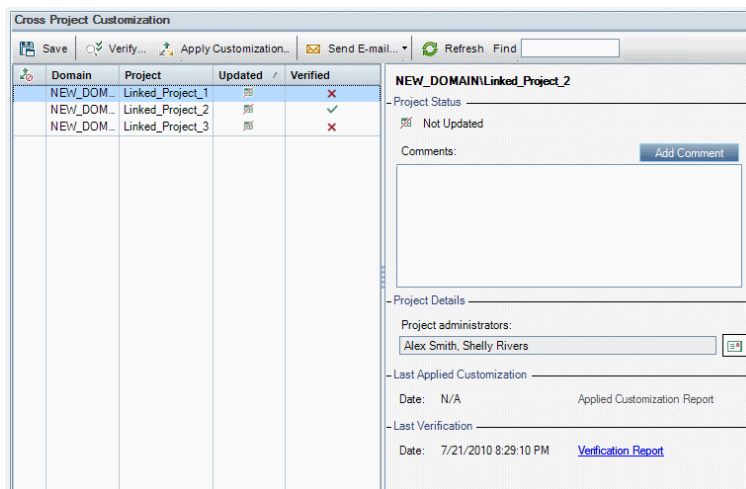 Cross Project Customization
Save Verify... Apply Customization... Send E-mail... Refresh Find
Domain Project Updated / Verified
NEW_DOM... Linked_Project_1
NEW_DOM... Linked_Project_2
NEW_DOM... Linked_Project_3
NEW_DOMAIN\Linked_Project_2
Project Status
Not Updated
Comments: Add Comment
Project Details
Project administrators:
Alex Smith, Shelly Rivers
Last Applied Customization
Date: N/A Applied Customization Report
Last Verification
Date: 7/21/2010 8:29:10 PM Verification Report